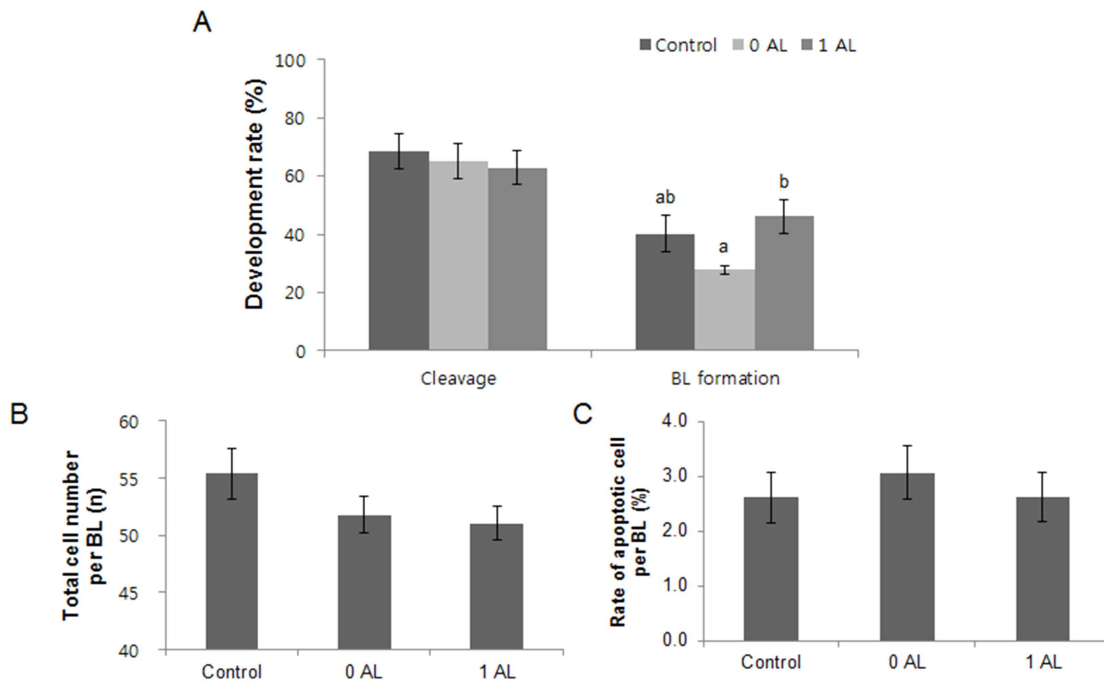 A
Control 0 AL 1 AL
Development rate (%)
100
80
60
40
20
0
ab
a
b
Cleavage BL formation
B
Total cell number
per BL (n)
60
55
50
45
40
Control 0 AL 1 AL
C
Rate of apoptotic cell
per BL (%)
4.0
3.0
2.0
1.0
0.0
Control 0 AL 1 AL